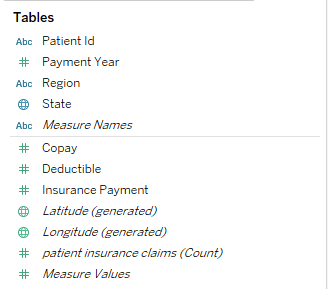 Tables
Abc Patient Id
# Payment Year
Abc Region
State
Abc Measure Names
# Copay
# Deductible
# Insurance Payment
Latitude (generated)
Longitude (generated)
# patient insurance claims (Count)
# Measure Values